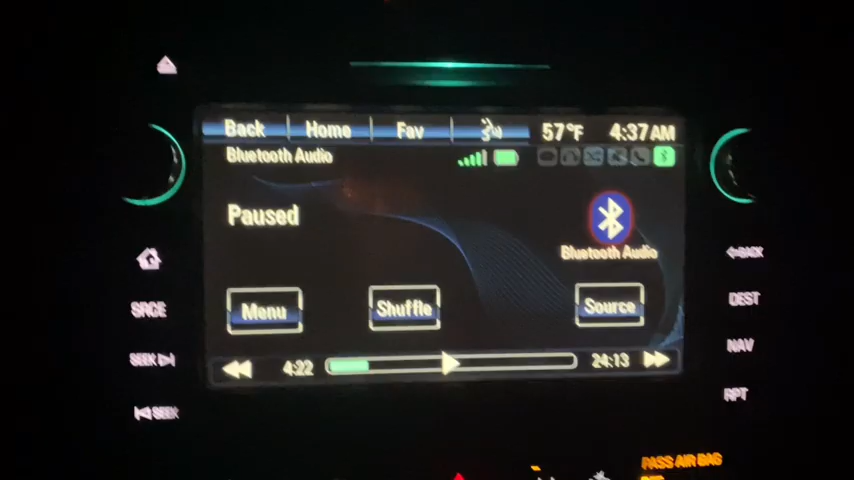 Back Home Fav 57°F 4:37AM
Bluetooth Audio
Paused
Bluetooth Audio
BACK
Menu Shuffle Source
SRCE
DEST
SEEK
NAV
4:22 24:13
SEEK
RPT
PASS AIR BAG